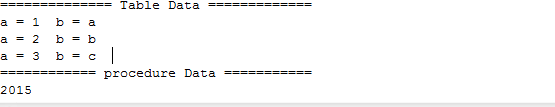 ============== Table Data =============
a = 1  b = a
a = 2  b = b
a = 3  b = c
============ procedure Data ===========
2015